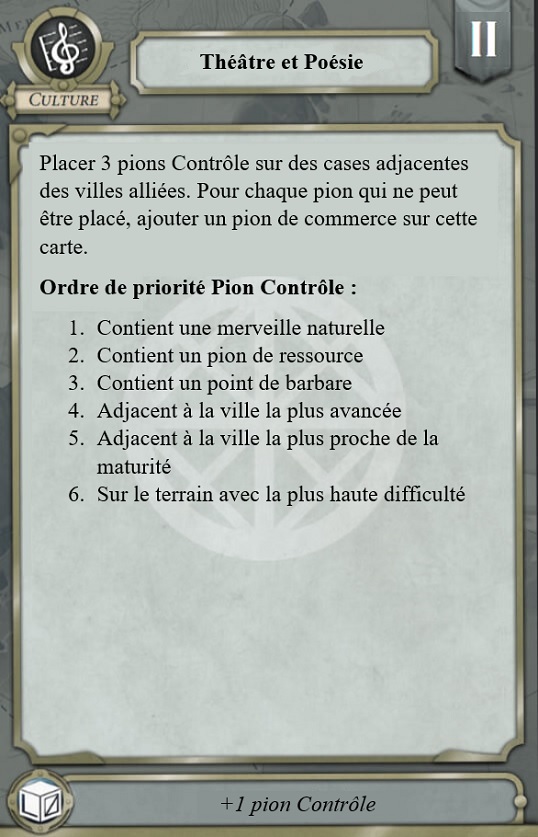 II
Théâtre et Poésie
CULTURE
Placer 3 pions Contrôle sur des cases adjacentes
des villes alliées. Pour chaque pion qui ne peut
être placé, ajouter un pion de commerce sur cette
carte.
Ordre de priorité Pion Contrôle :
1. Contient une merveille naturelle
2. Contient un pion de ressource
3. Contient un point de barbare
4. Adjacent à la ville la plus avancée
5. Adjacent à la ville la plus proche de la
maturité
6. Sur le terrain avec la plus haute difficulté
+1 pion Contrôle